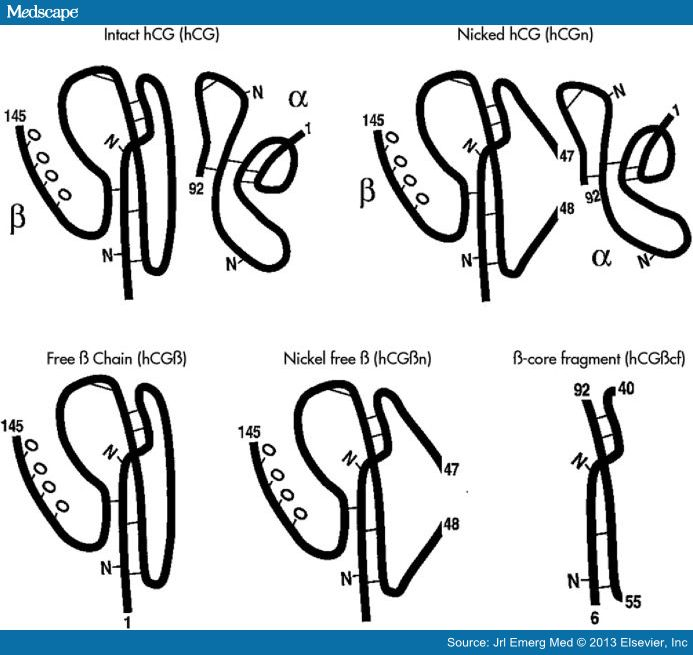 Medscape
Intact hCG (hCG)
Nicked hCG (hCGn)
145
O
O
O
O
β
N
N
N
α
1
92
N
145
O
O
O
O
β
N
N
47
48
N
7
92
α
N
Free ß Chain (hCGß)
Nickel free ß (hCGßn)
ß-core fragment (hCGßcf)
145
O
O
O
O
N
N
1
145
O
O
O
O
N
N
47
48
92
40
N
N
55
6
Source: Jrl Emerg Med © 2013 Elsevier, Inc